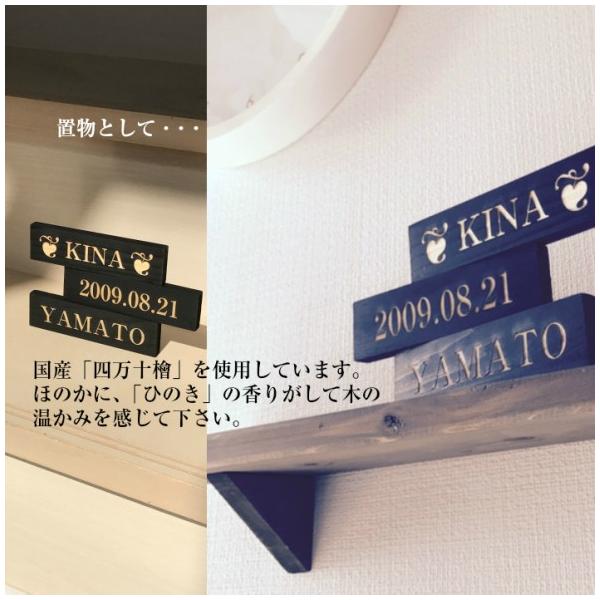 置物として・・・
KINA
2009.08.21
YAMATO
KINA
2009.08.21
YAMATO
国産「四万十檜」を使用しています。
ほのかに、「ひのき」の香りがして木の
温かみを感じて下さい。